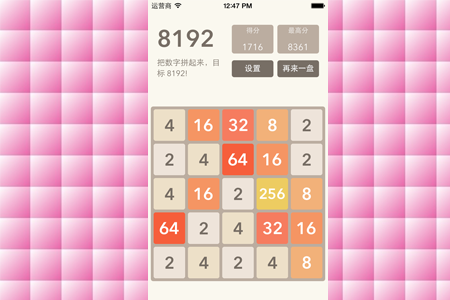 运营商 12:47 PM
8192
得分 最高分
1716 8361
把数字拼起来，目
标 8192!
设置 再来一盘
4 16 32 8 2
2 4 64 16 2
4 16 2 256 8
64 2 4 32 16
2 4 2 4 8